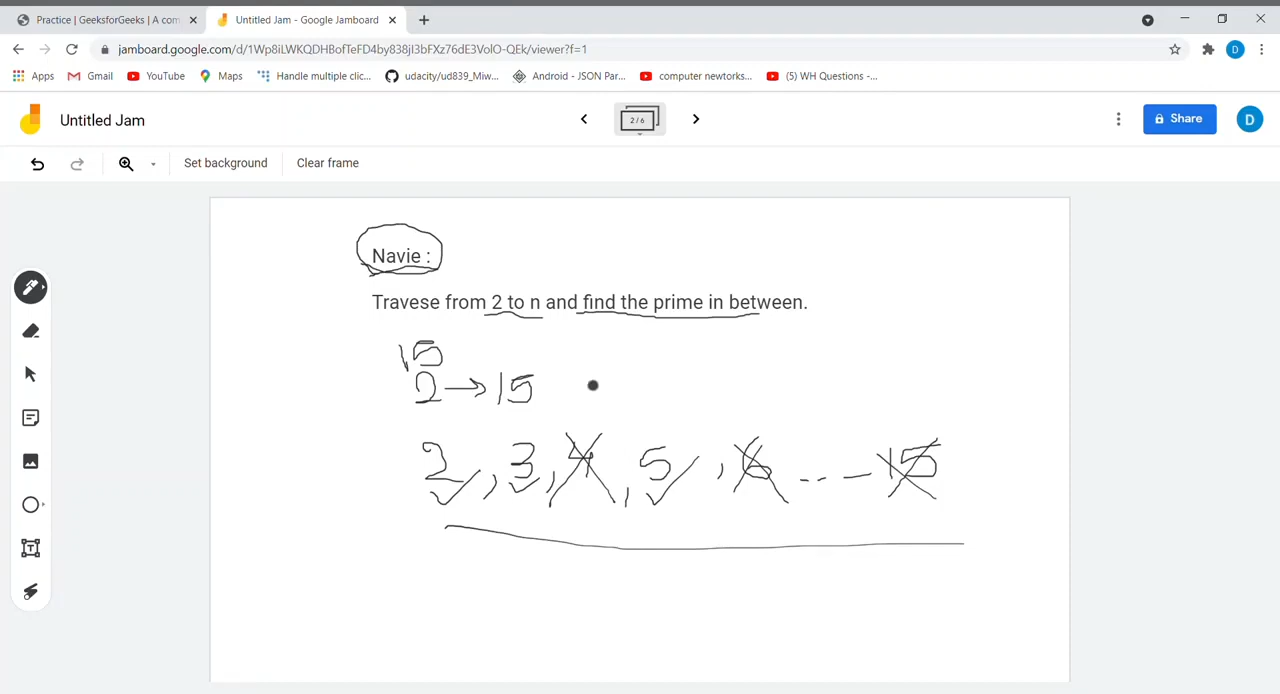 Practice | GeeksforGeeks | A com
Untitled Jam - Google Jamboard
jamboard.google.com/d/1Wp8iLWKQDHBofTeFD4by838jI3bFXz76dE3VolO-QEk/viewer?f=1
D
Apps
Gmail
YouTube
Maps
Handle multiple clic...
udacity/ud839_Miw...
Android - JSON Par...
computer newtorks...
(5) WH Questions -...
Untitled Jam
2 / 6
Share
D
Set background
Clear frame
Navie :
Travese from 2 to n and find the prime in between.
15
2 → 15
2, 3, 4, 5, 6 ... 15